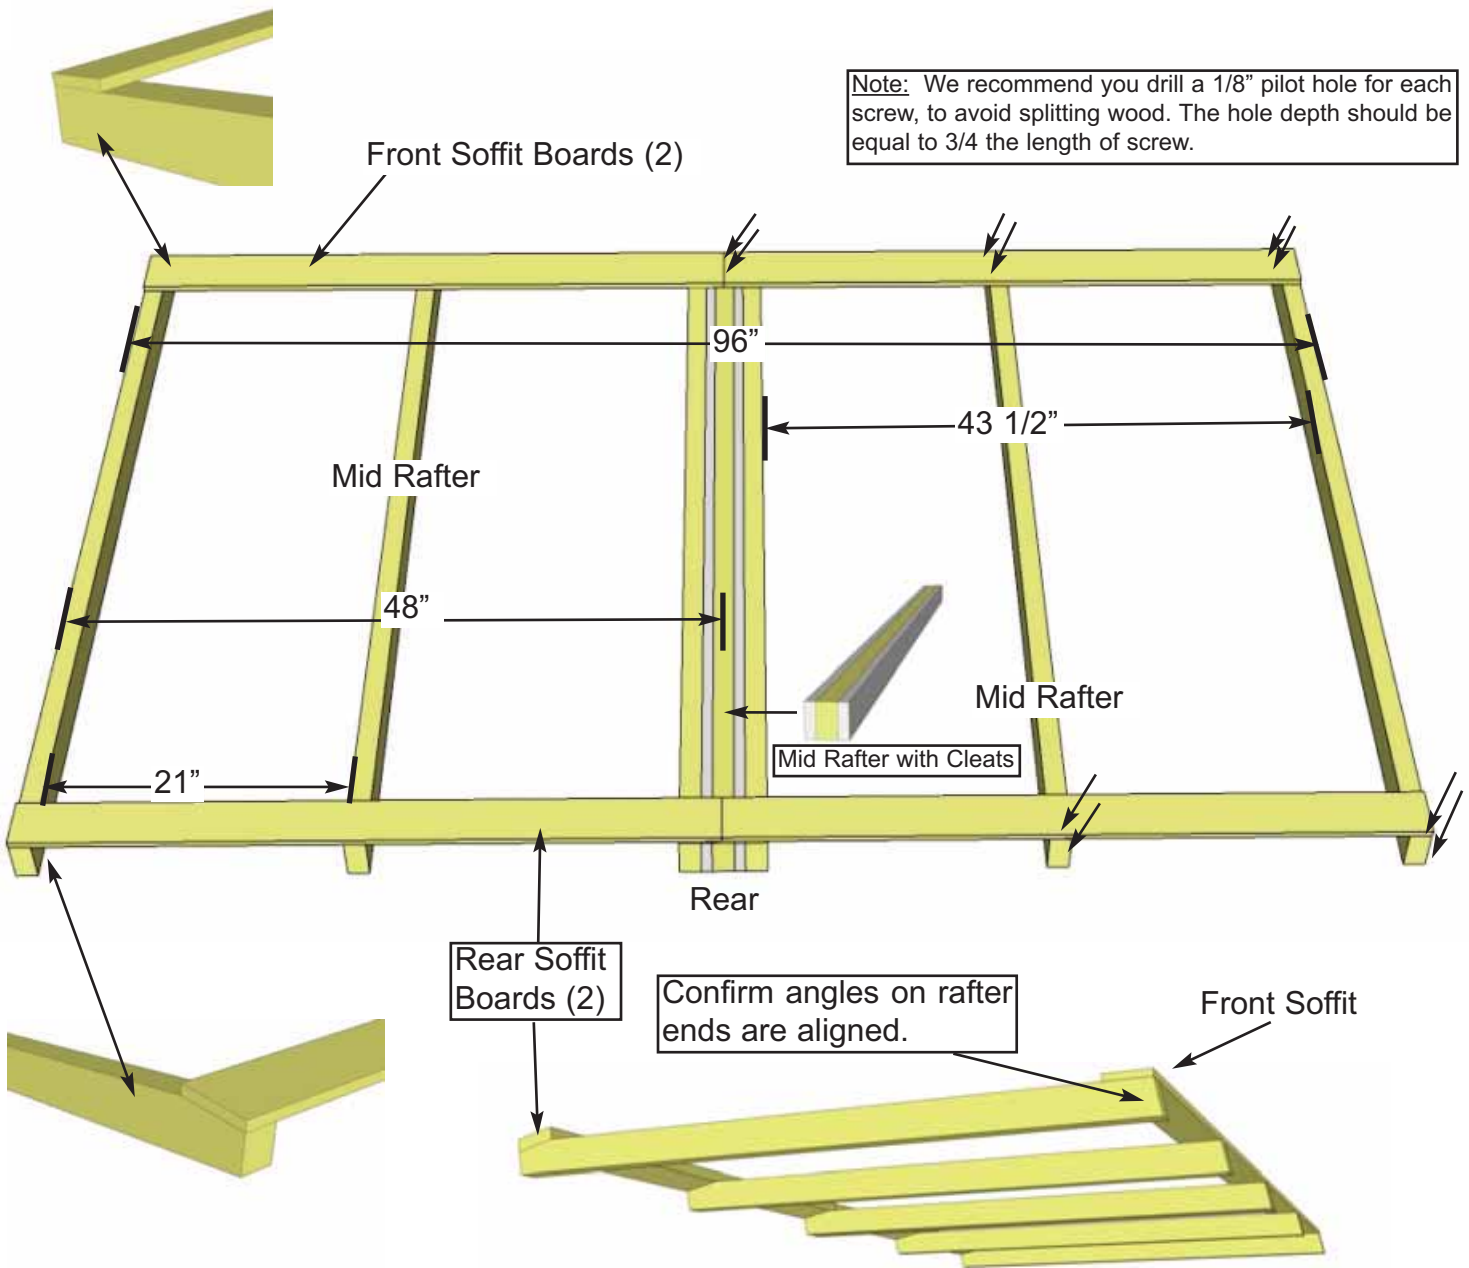 Note: We recommend you drill a 1/8” pilot hole for each
screw, to avoid splitting wood. The hole depth should be
equal to 3/4 the length of screw.
Front Soffit Boards (2)
96”
43 1/2”
Mid Rafter
48”
Mid Rafter
Mid Rafter with Cleats
21”
Rear
Rear Soffit
Boards (2)
Confirm angles on rafter
ends are aligned.
Front Soffit